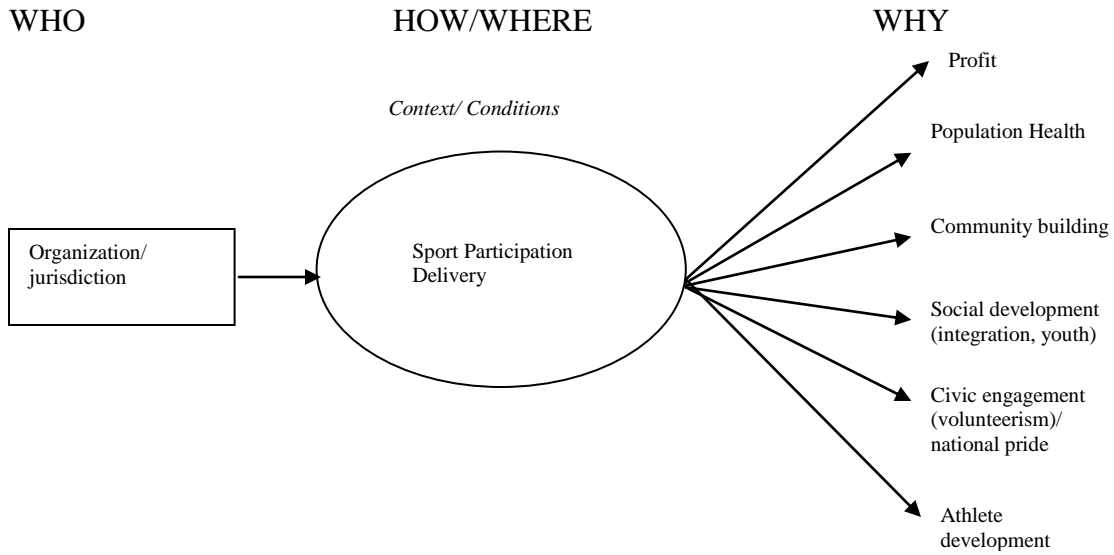 WHO
HOW/WHERE
WHY
Profit
Context/ Conditions
Population Health
Organization/
jurisdiction
Sport Participation
Delivery
Community building
Social development
(integration, youth)
Civic engagement
(volunteerism)/
national pride
Athlete
development